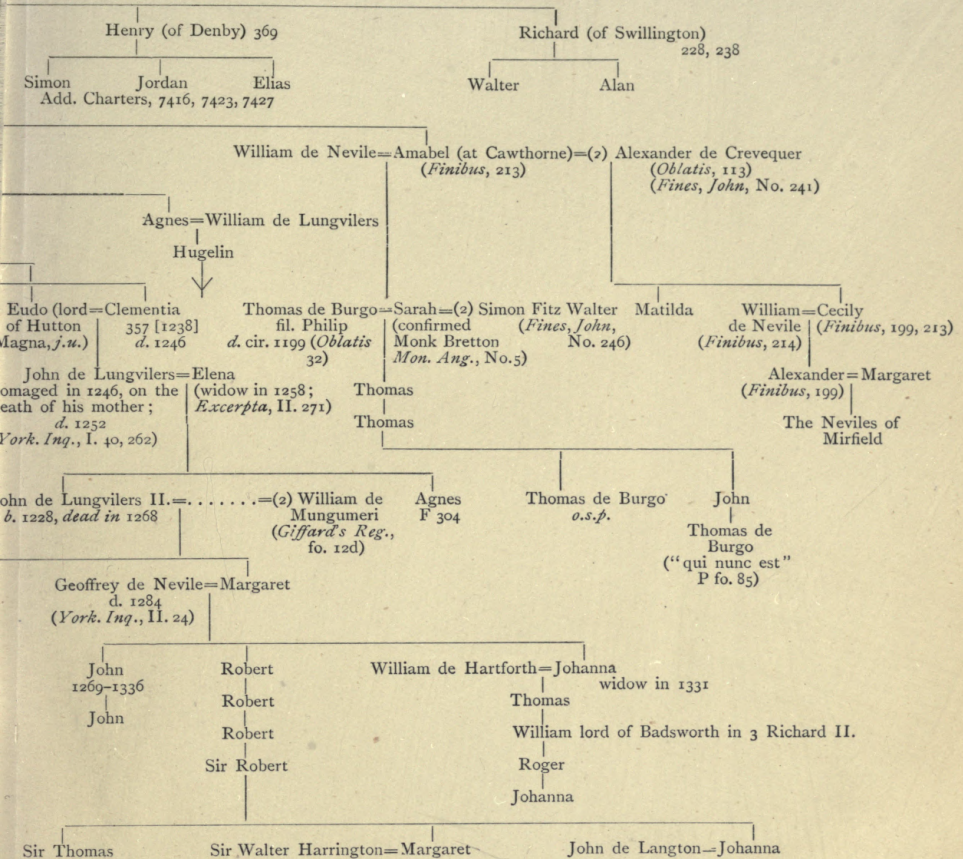 Henry (of Denby) 369
Richard (of Swillington)
228, 238
Simon Jordan Elias
Walter Alan
Add. Charters, 7416, 7423, 7427
William de Nevile=Amabel (at Cawthorne)=(2) Alexander de Crevequer
(Finibus, 213)
(Oblatis, 113)
(Fines, John, No. 241)
Agnes=William de Lungvilers
Hugelin
Eudo (lord=Clementia
of Hutton 357 [1238]
Magna, j.u.) d. 1246
Thomas de Burgo=Sarah=(2) Simon Fitz Walter
fil. Philip (confirmed (Fines, John,
d. cir. 1199 (Oblatis Monk Bretton No. 246)
32) Mon. Ang., No. 5)
Matilda
William=Cecily
de Nevile (Finibus, 199, 213)
(Finibus, 214)
John de Lungvilers=Elena
omaged in 1246, on the (widow in 1258;
eath of his mother; Excerpta, II. 271)
d. 1252
York. Inq., I. 40, 262)
Thomas
Thomas
Alexander=Margaret
(Finibus, 199)
The Neviles of
Mirfield
ohn de Lungvilers II.=.......=(2) William de
b. 1228, dead in 1268 Mungumeri
(Giffard's Reg.,
fo. 12d)
Agnes
F 304
Thomas de Burgo
o.s.p.
John
Thomas de
Burgo
("qui nunc est"
P fo. 85)
Geoffrey de Nevile=Margaret
d. 1284
(York. Inq., II. 24)
John Robert William de Hartforth=Johanna
1269-1336 widow in 1331
John
Robert
Robert
Sir Robert
Thomas
William lord of Badsworth in 3 Richard II.
Roger
Johanna
Sir Thomas Sir Walter Harrington=Margaret John de Langton=Johanna